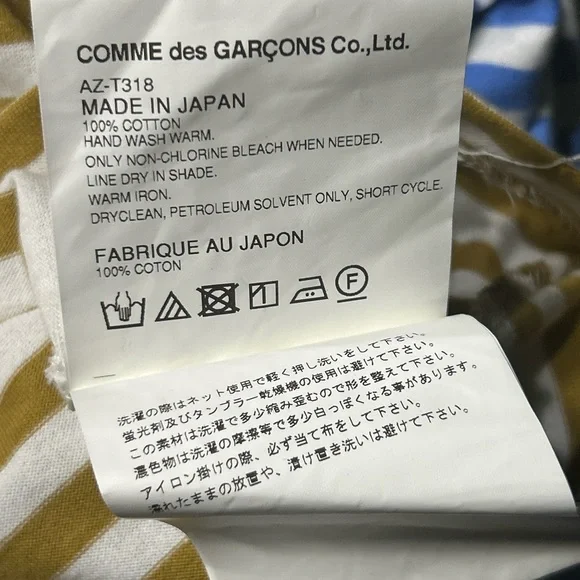 COMME des GARÇONS Co.,Ltd.
AZ-T318
MADE IN JAPAN
100% COTTON
HAND WASH WARM.
ONLY NON-CHLORINE BLEACH WHEN NEEDED.
LINE DRY IN SHADE.
WARM IRON.
DRYCLEAN, PETROLEUM SOLVENT ONLY, SHORT CYCLE.
FABRIQUE AU JAPON
100% COTON
F
洗濯の際はネット使用で軽く押し洗いをして下さい。
蛍光剤及びタンブラー乾燥機の使用は避けて下さい。
この素材は洗濯で多少縮み歪むので形を整えて下さい。
濃色物は洗濯の摩擦等で多少白っぽくなる事があります。
アイロン掛けの際、必ず当て布をして下さい。
濡れたままの放置や、漬け置き洗いは避けて下さい。